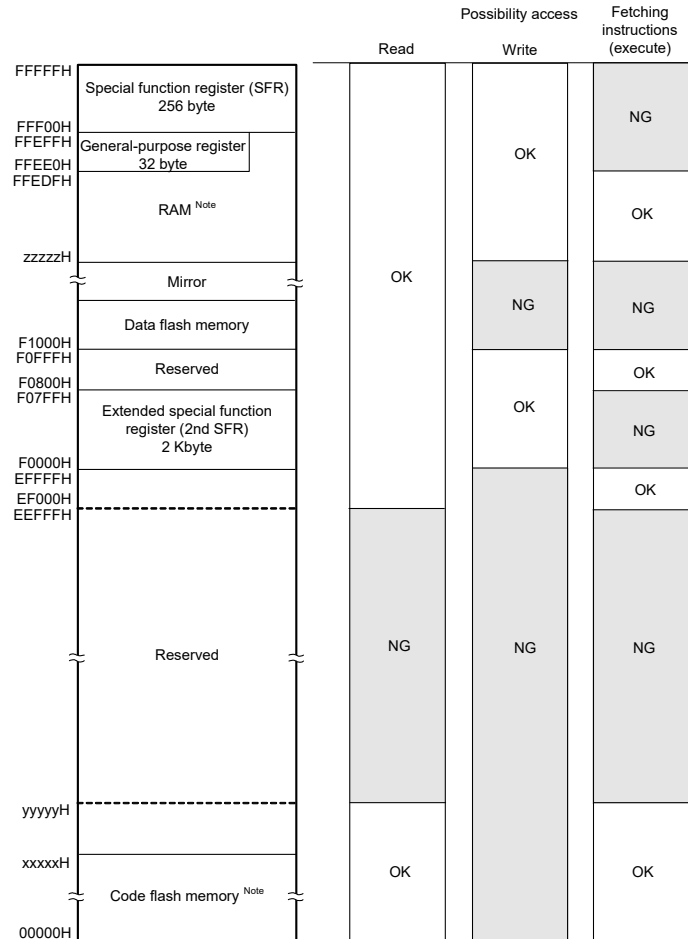 Possibility access
Fetching
instructions
(execute)
Read
Write
FFFFFH
Special function register (SFR)
256 byte
NG
FFF00H
FFEFFH
General-purpose register
32 byte
OK
FFEE0H
FFEDFH
RAM Note
OK
zzzzzH
Mirror
OK
NG
NG
Data flash memory
F1000H
F0FFFH
Reserved
OK
F0800H
F07FFH
Extended special function
register (2nd SFR)
2 Kbyte
OK
NG
F0000H
EFFFFH
OK
EF000H
EEFFFH
Reserved
NG
NG
NG
yyyyyH
xxxxxH
OK
OK
Code flash memory Note
00000H